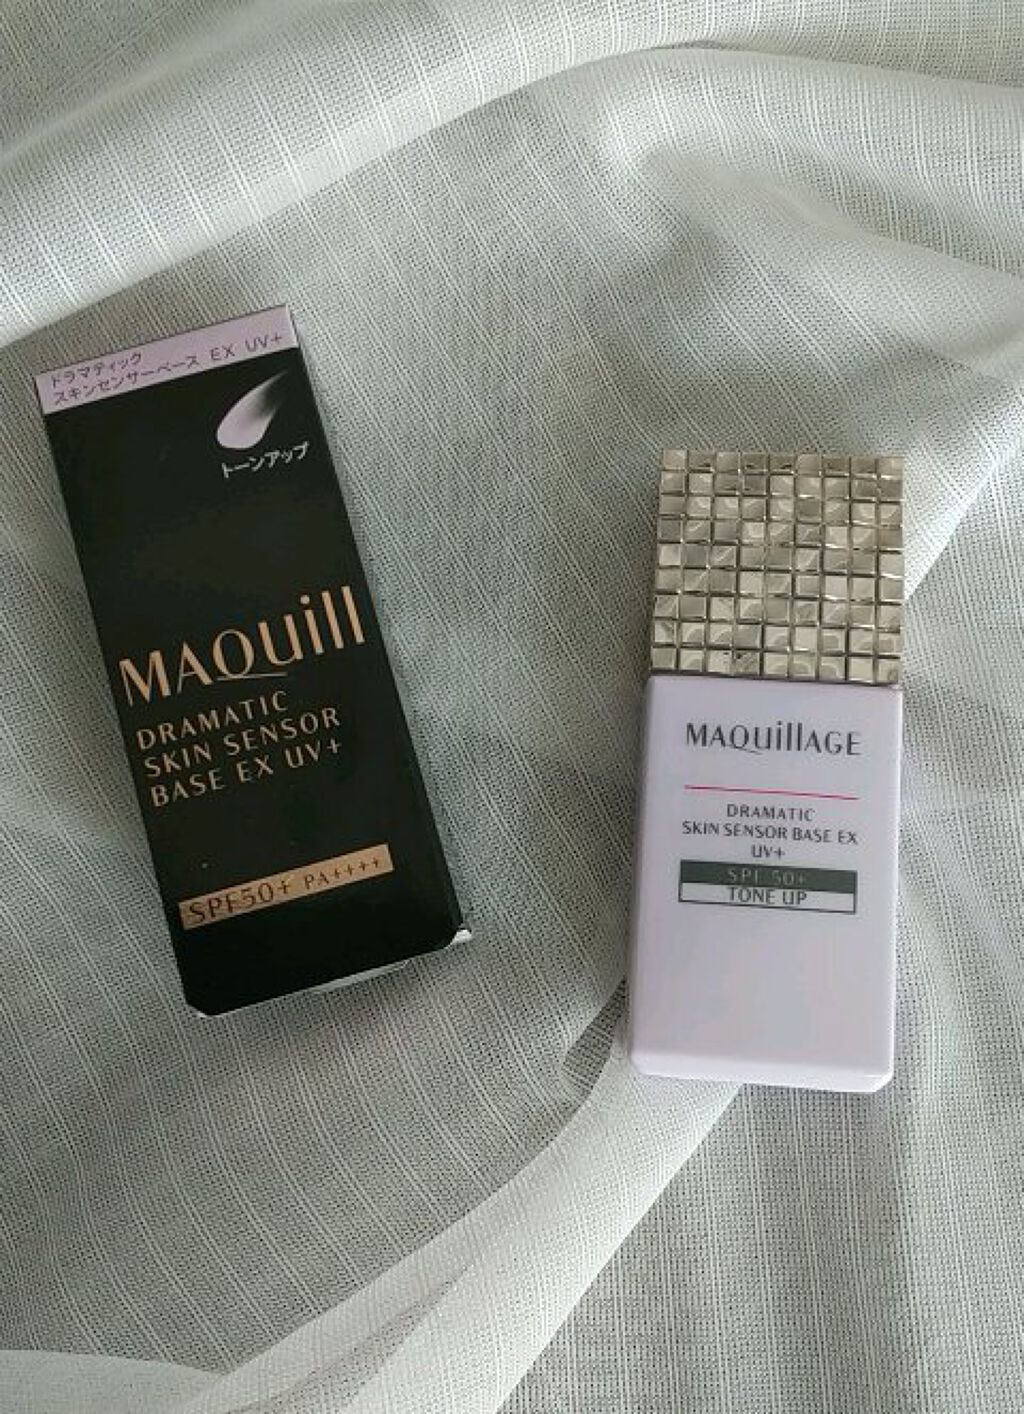 ドラマティック
スキンセンサーベース EX UV+
トーンアップ
MAQuill
DRAMATIC
SKIN SENSOR
BASE EX UV+
SPF50+ PA++++
MAQuillAGE
DRAMATIC
SKIN SENSOR BASE EX
UV+
SPF 50+
TONE UP